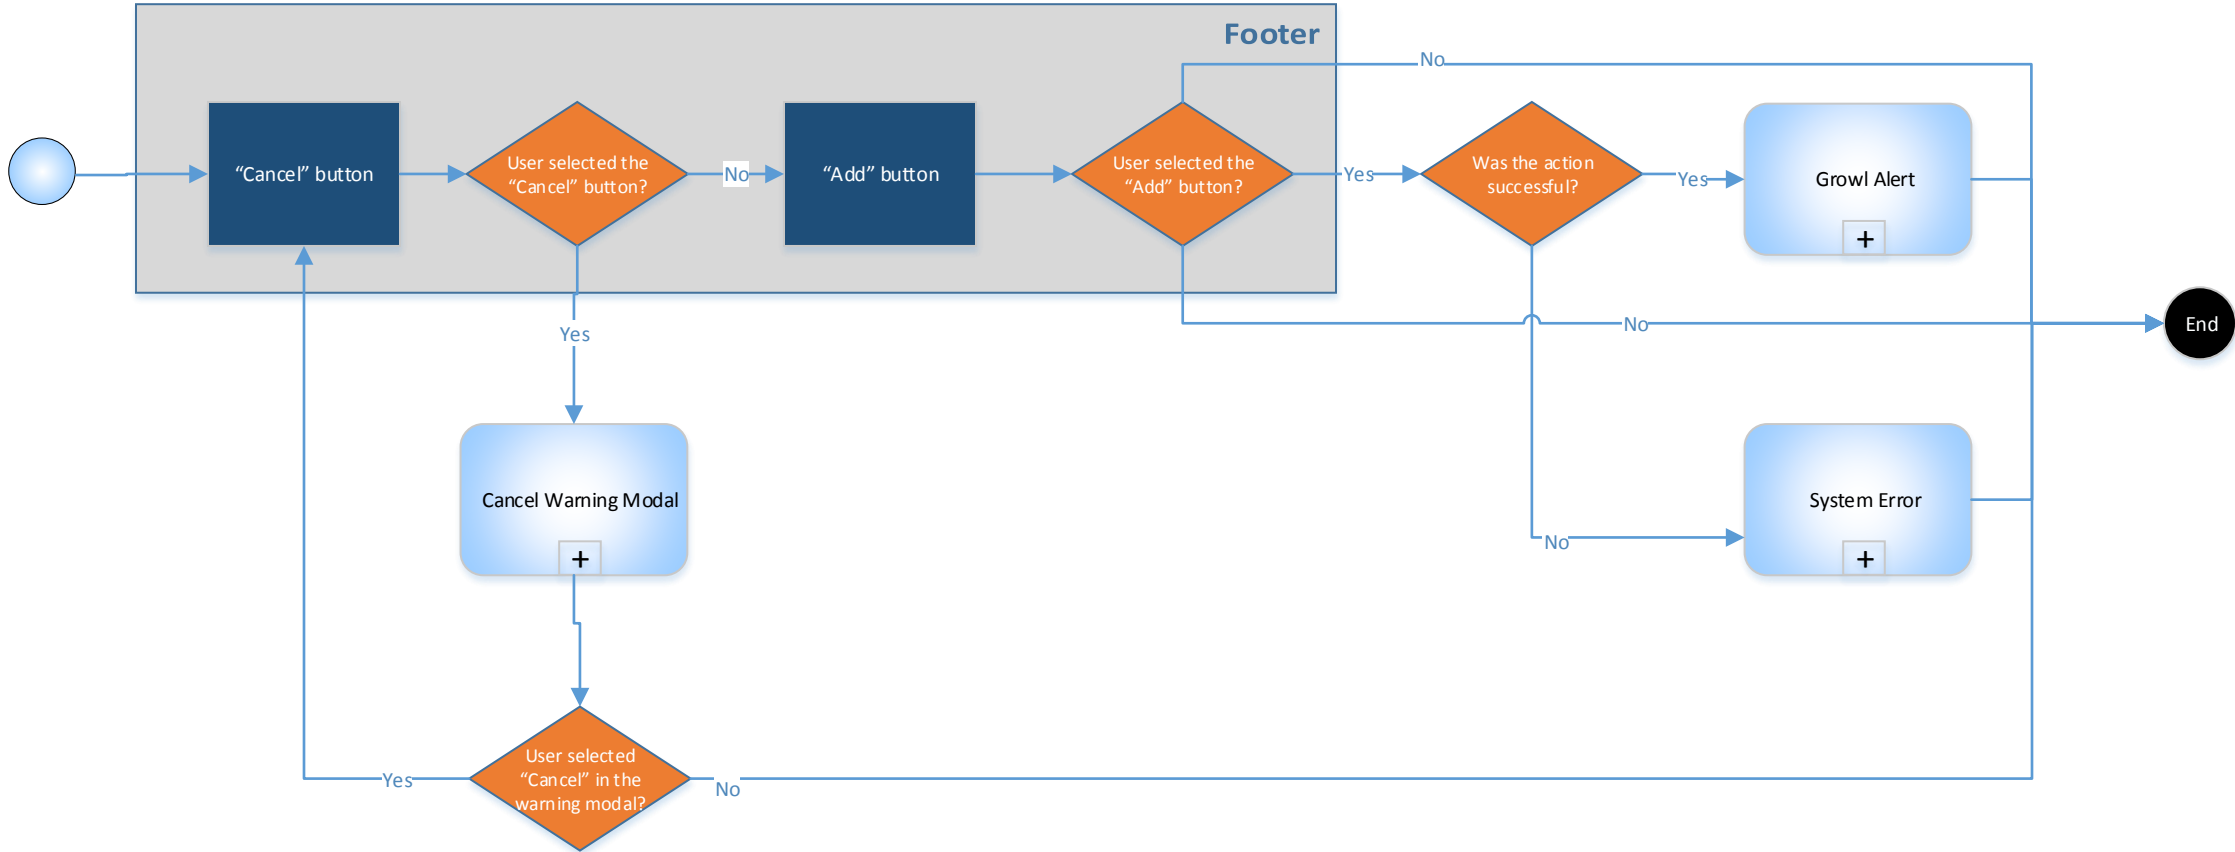 Footer
No
“Cancel” button
User selected the
“Cancel” button?
No
“Add” button
User selected the
“Add” button?
Yes
Was the action
successful?
Yes
Growl Alert
+
Yes
No
End
Cancel Warning Modal
+
No
System Error
+
User selected
“Cancel” in the
warning modal?
Yes
No